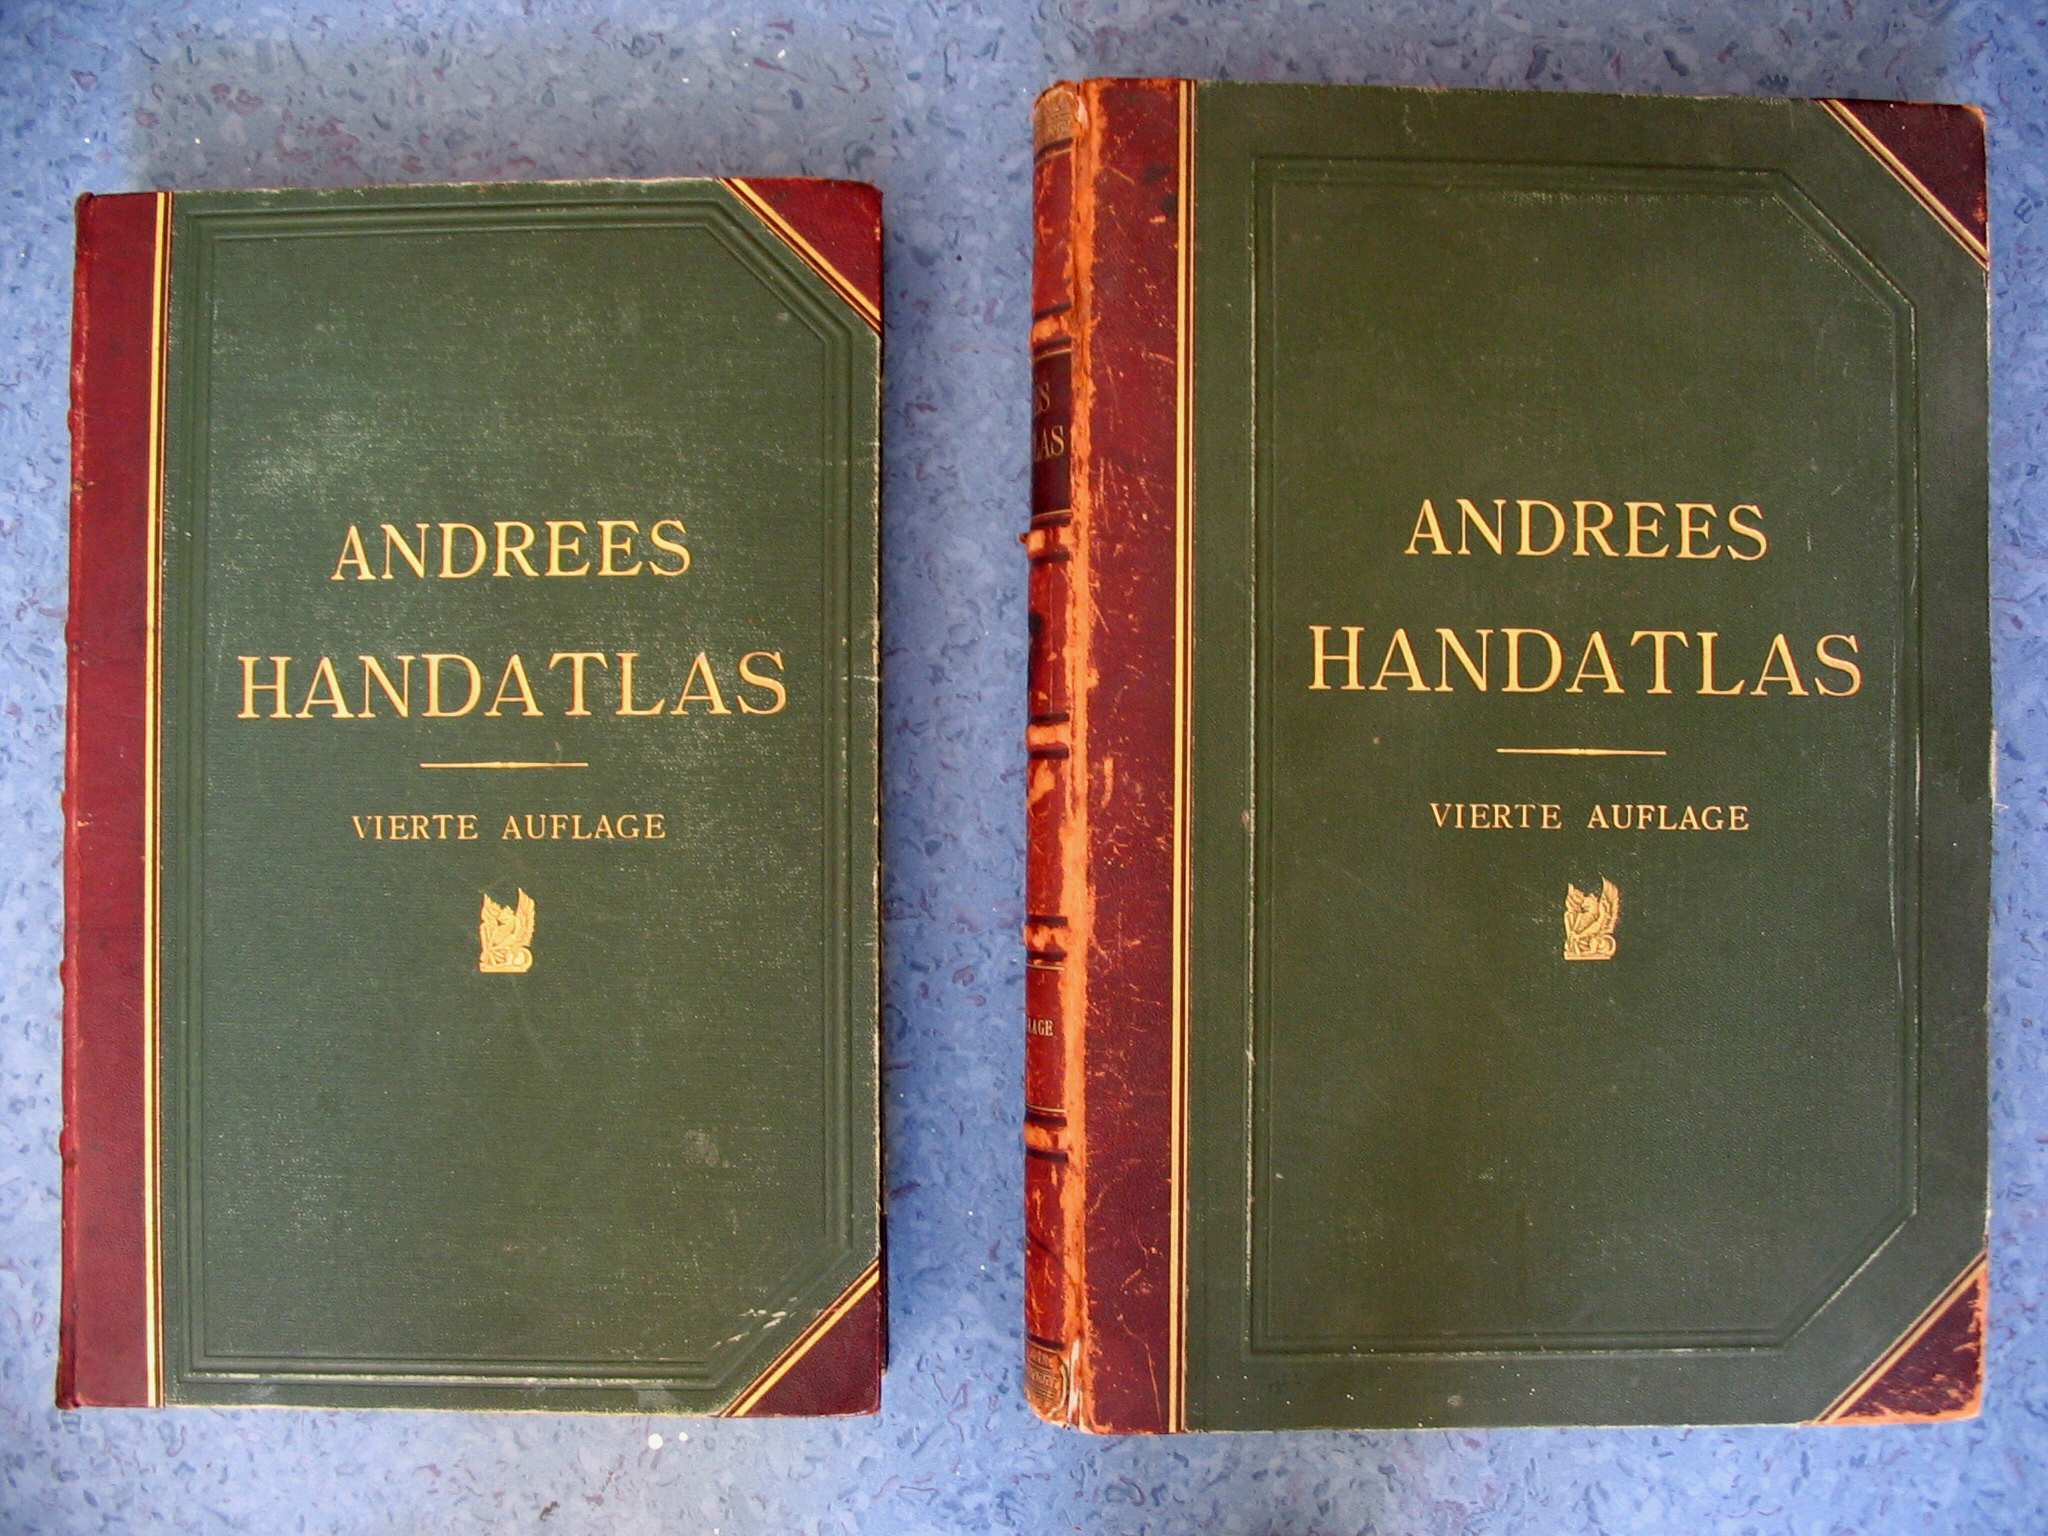 ANDREES
HANDATLAS
VIERTE AUFLAGE
ANDREES
HANDATLAS
VIERTE AUFLAGE